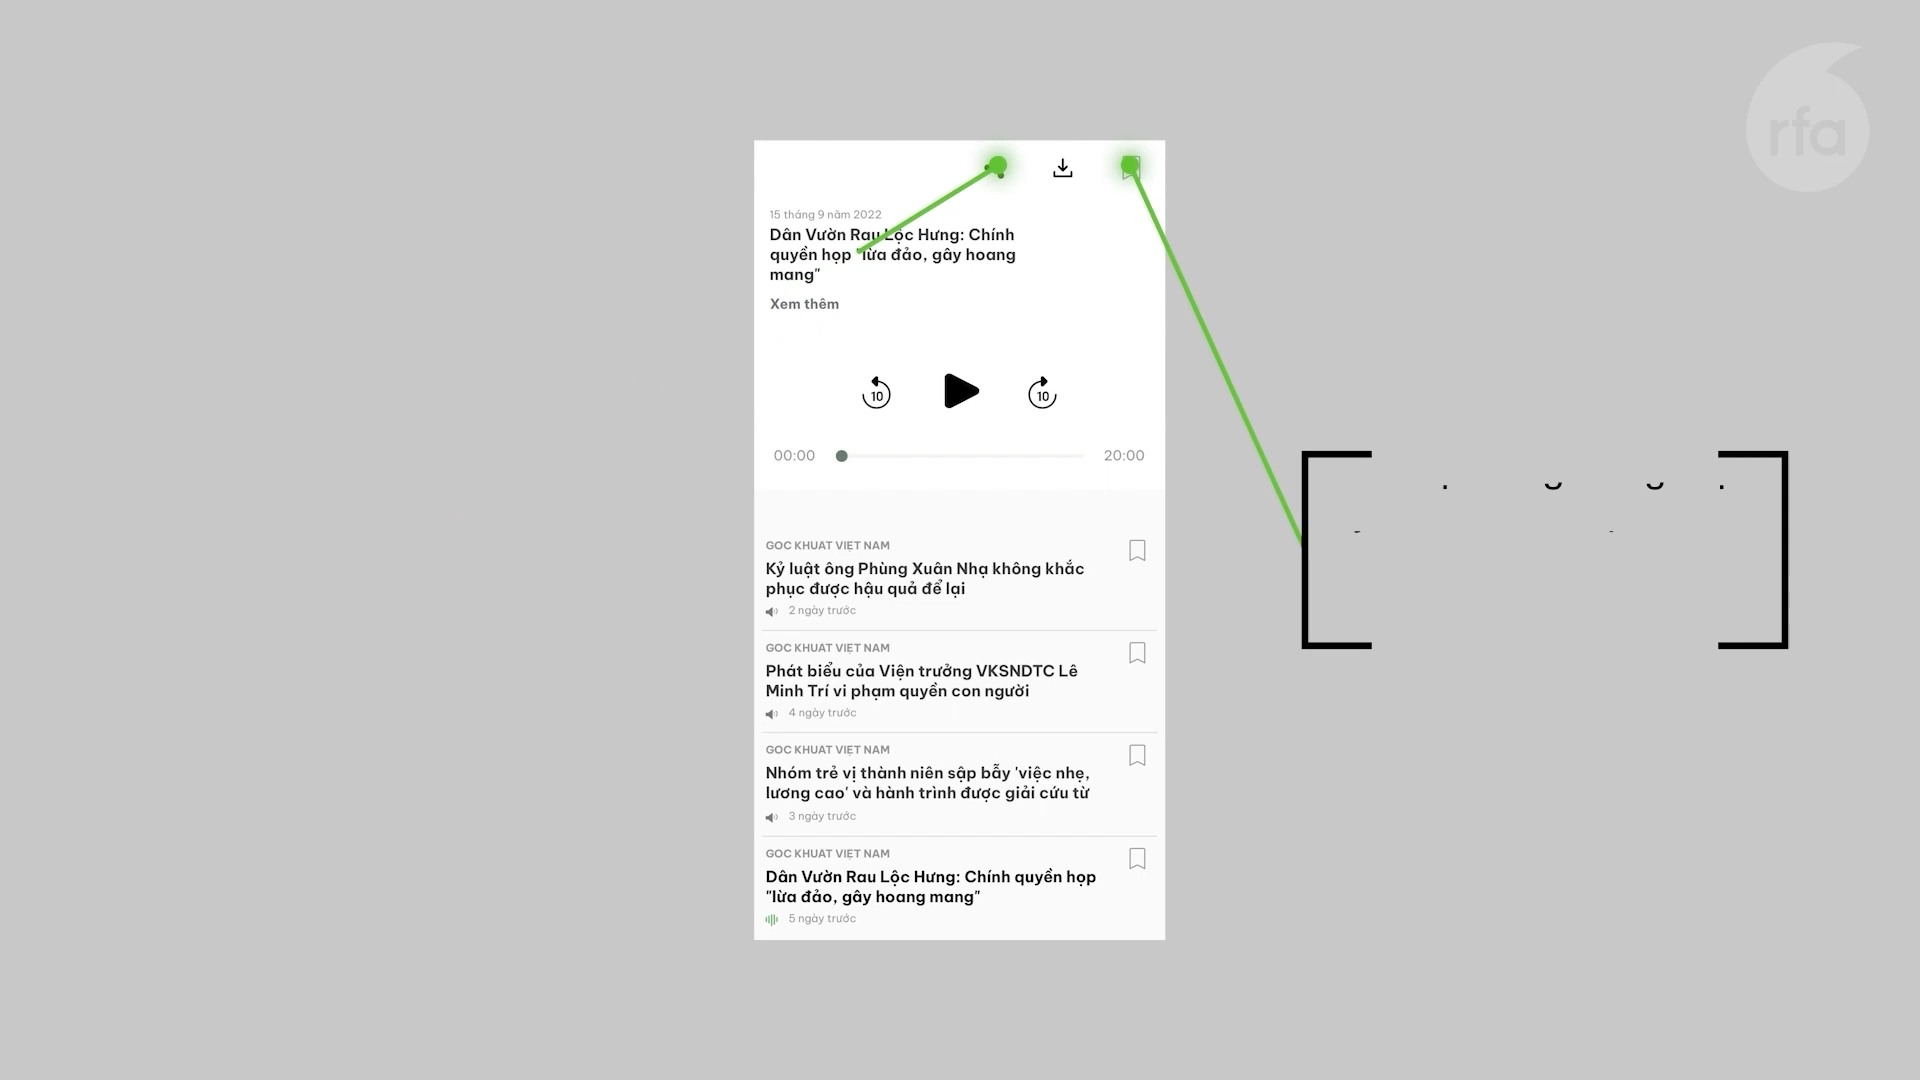 rfa
15 tháng 9 năm 2022
Dân Vườn Rau Lộc Hưng: Chính
quyền họp "lừa đảo, gây hoang
mang"
Xem thêm
10
10
00:00
20:00
GOC KHUAT VIỆT NAM
Kỷ luật ông Phùng Xuân Nhạ không khắc
phục được hậu quả để lại
2 ngày trước
GOC KHUAT VIỆT NAM
Phát biểu của Viện trưởng VKSNDTC Lê
Minh Trí vi phạm quyền con người
4 ngày trước
GOC KHUAT VIỆT NAM
Nhóm trẻ vị thành niên sập bẫy 'việc nhẹ,
lương cao' và hành trình được giải cứu từ
3 ngày trước
GOC KHUAT VIỆT NAM
Dân Vườn Rau Lộc Hưng: Chính quyền họp
"lừa đảo, gây hoang mang"
5 ngày trước